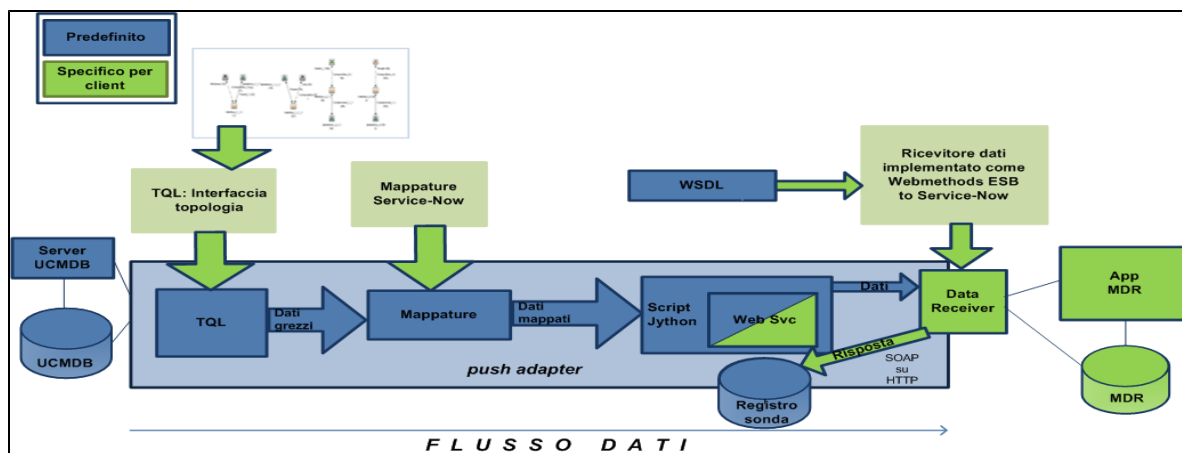 Predefinito
Specifico per
client
TQL: Interfaccia
topologia
Mappature
Service-Now
WSDL
Ricevitore dati
implementato come
Webmethods ESB
to Service-Now
Server
UCMDB
UCMDB
TQL
Dati
grezzi
Mappature
Dati
mappati
Script
Jython
Web Svc
Dati
Data
Receiver
App
MDR
MDR
Risposta
SOAP
su
HTTP
push adapter
Registro
sonda
FLUSSO DATI